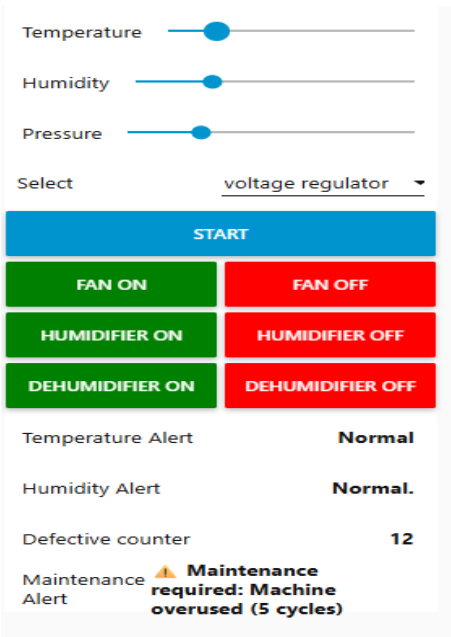 Temperature
Humidity
Pressure
Select voltage regulator
START
FAN ON FAN OFF
HUMIDIFIER ON HUMIDIFIER OFF
DEHUMIDIFIER ON DEHUMIDIFIER OFF
Temperature Alert Normal
Humidity Alert Normal.
Defective counter 12
Maintenance Alert ⚠ Maintenance
required: Machine
overused (5 cycles)